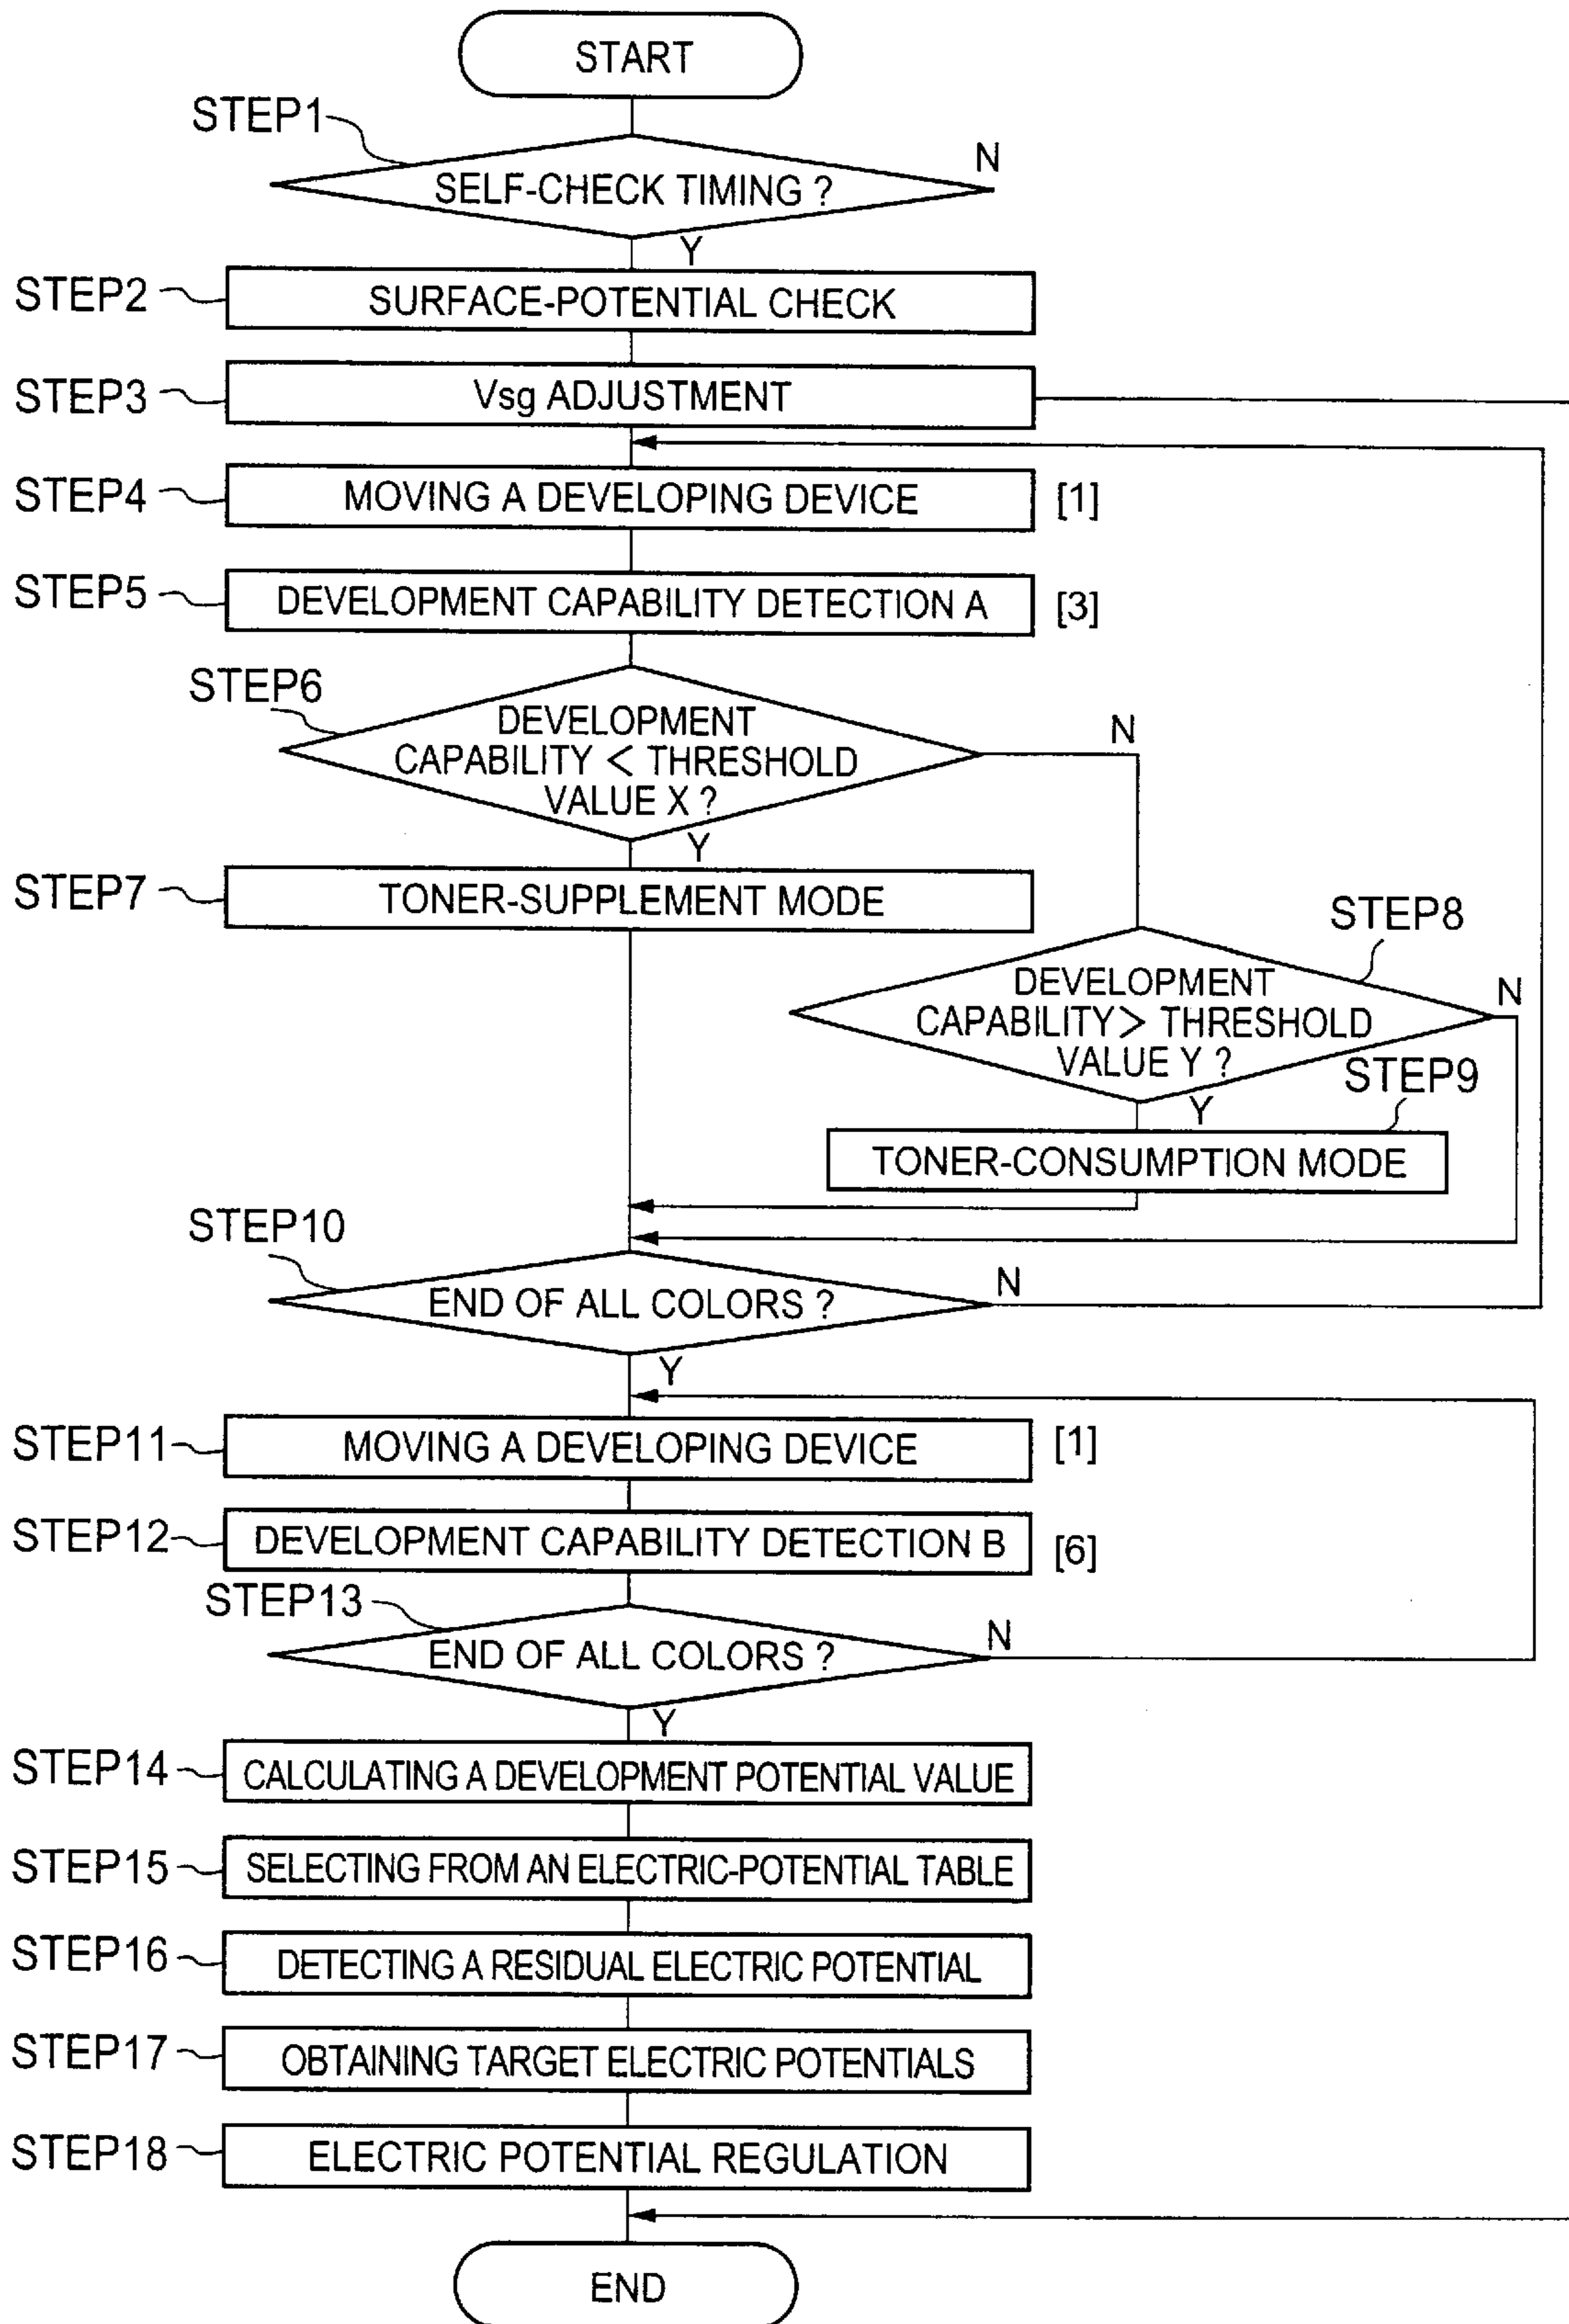 START
STEP1
N
SELF-CHECK TIMING ?
Y
STEP2
SURFACE-POTENTIAL CHECK
STEP3
Vsg ADJUSTMENT
STEP4
MOVING A DEVELOPING DEVICE
[1]
STEP5
DEVELOPMENT CAPABILITY DETECTION A
[3]
STEP6
DEVELOPMENT
CAPABILITY < THRESHOLD
VALUE X ?
N
Y
STEP7
TONER-SUPPLEMENT MODE
STEP8
DEVELOPMENT
CAPABILITY> THRESHOLD
VALUE Y ?
N
Y
STEP9
TONER-CONSUMPTION MODE
STEP10
END OF ALL COLORS ?
N
Y
STEP11
MOVING A DEVELOPING DEVICE
[1]
STEP12
DEVELOPMENT CAPABILITY DETECTION B
[6]
STEP13
END OF ALL COLORS ?
N
Y
STEP14
CALCULATING A DEVELOPMENT POTENTIAL VALUE
STEP15
SELECTING FROM AN ELECTRIC-POTENTIAL TABLE
STEP16
DETECTING A RESIDUAL ELECTRIC POTENTIAL
STEP17
OBTAINING TARGET ELECTRIC POTENTIALS
STEP18
ELECTRIC POTENTIAL REGULATION
END